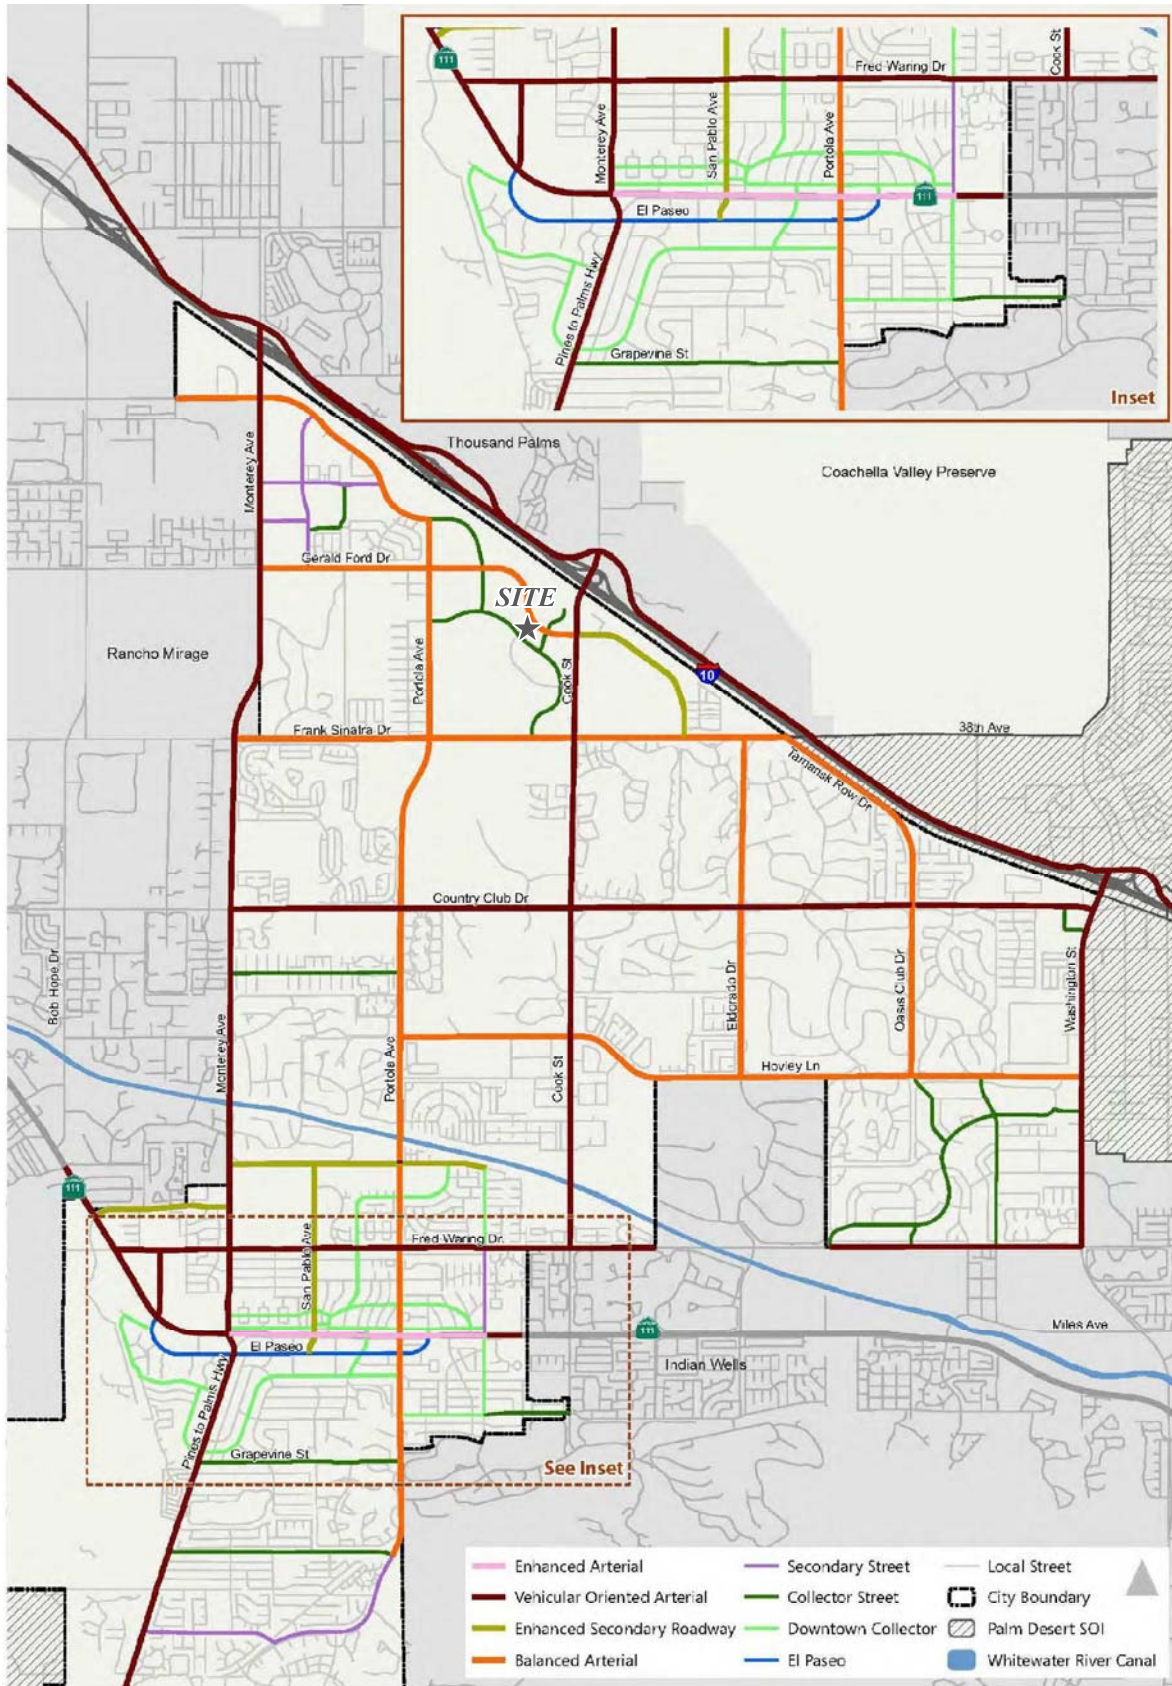 111
Fred Waring Dr
Cook St
Monterey Ave
San Pablo Ave
Portola Ave
111
El Paseo
Pines to Palms Hwy
Grapevine St
Inset
Thousand Palms
Coachella Valley Preserve
Monterey Ave
Gerald Ford Dr
SITE
Rancho Mirage
Portola Ave
Cook St
10
Frank Sinatra Dr
38th Ave
Tamarisk Row Dr
Country Club Dr
Bob Hope Dr
Eldorado Dr
Oasis Club Dr
Washington St
Monterey Ave
Portola Ave
Cook St
Hovley Ln
111
San Pablo Ave
Fred Waring Dr
111
Miles Ave
El Paseo
Indian Wells
Pines to Palms Hwy
Grapevine St
See Inset
Enhanced Arterial
Vehicular Oriented Arterial
Enhanced Secondary Roadway
Balanced Arterial
Secondary Street
Collector Street
Downtown Collector
El Paseo
Local Street
City Boundary
Palm Desert SOI
Whitewater River Canal